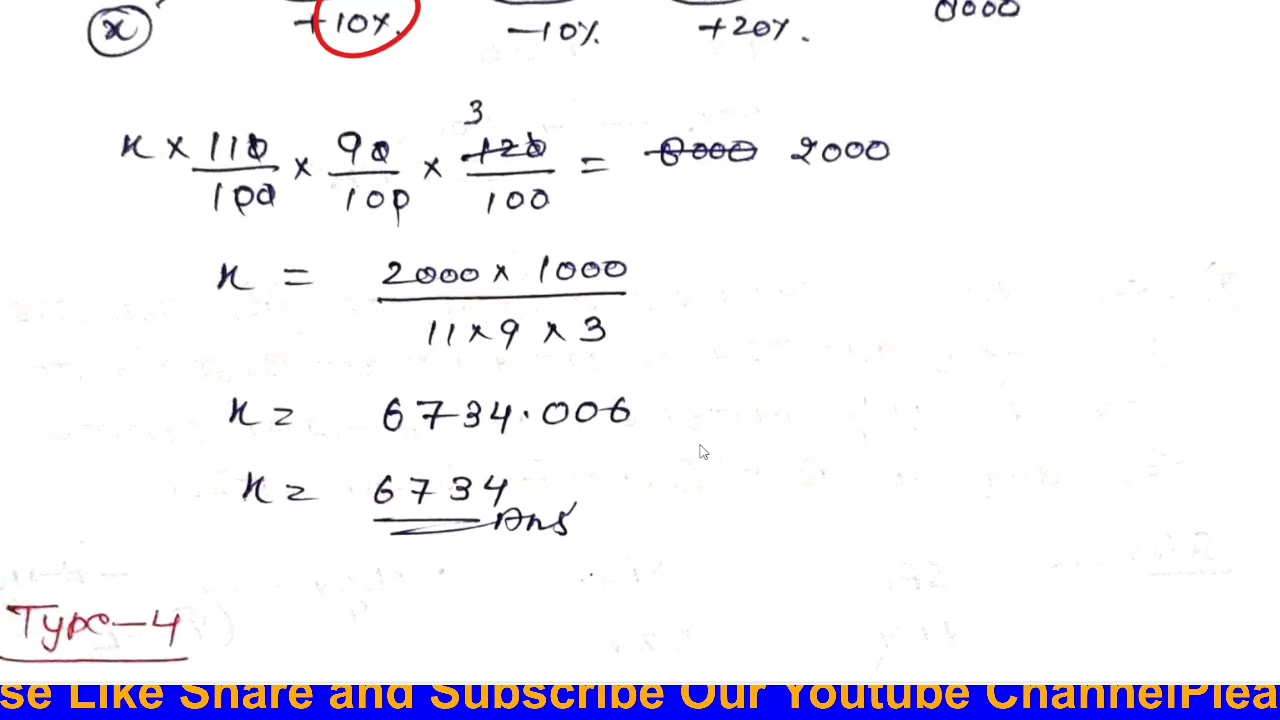 x +10%. -10%. +20%. 8000
x × 110/100 × 90/100 × 120/100 3 = 8000 2000
x = 2000 × 1000 / 11 × 9 × 3
x = 6734.006
x = 6734 Ans
Type-4
se Like Share and Subscribe Our Youtube ChannelPlea